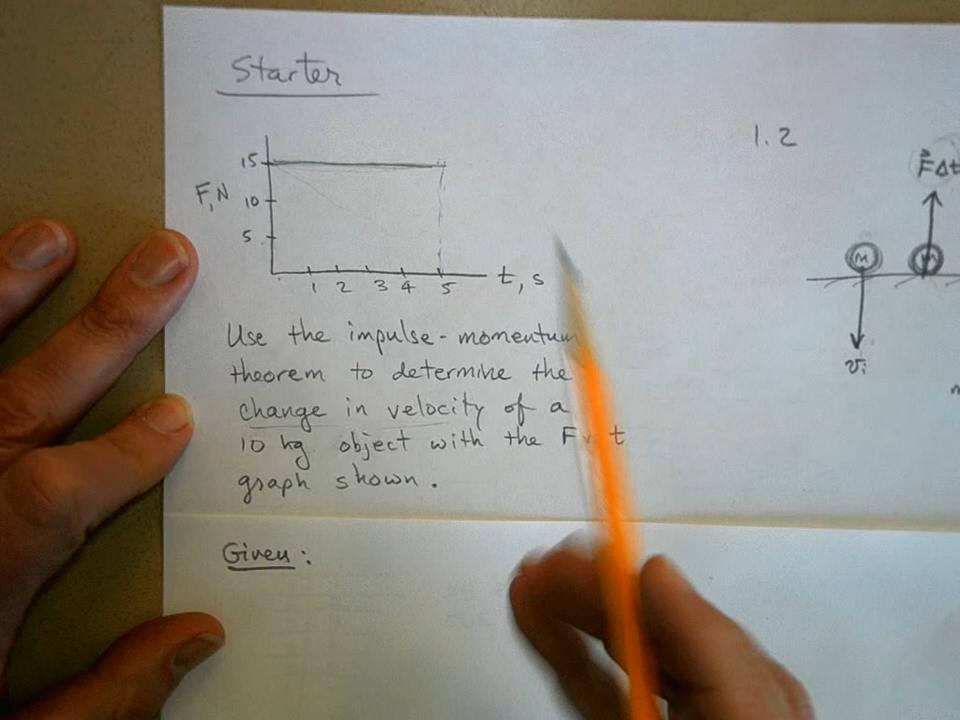 Starter
15
F, N 10
5
1 2 3 4 5 t, s
Use the impulse-momentum
theorem to determine the
change in velocity of a
10 kg object with the F t
graph shown.
Given:
1.2
F⃗Δt
M M
vᵢ